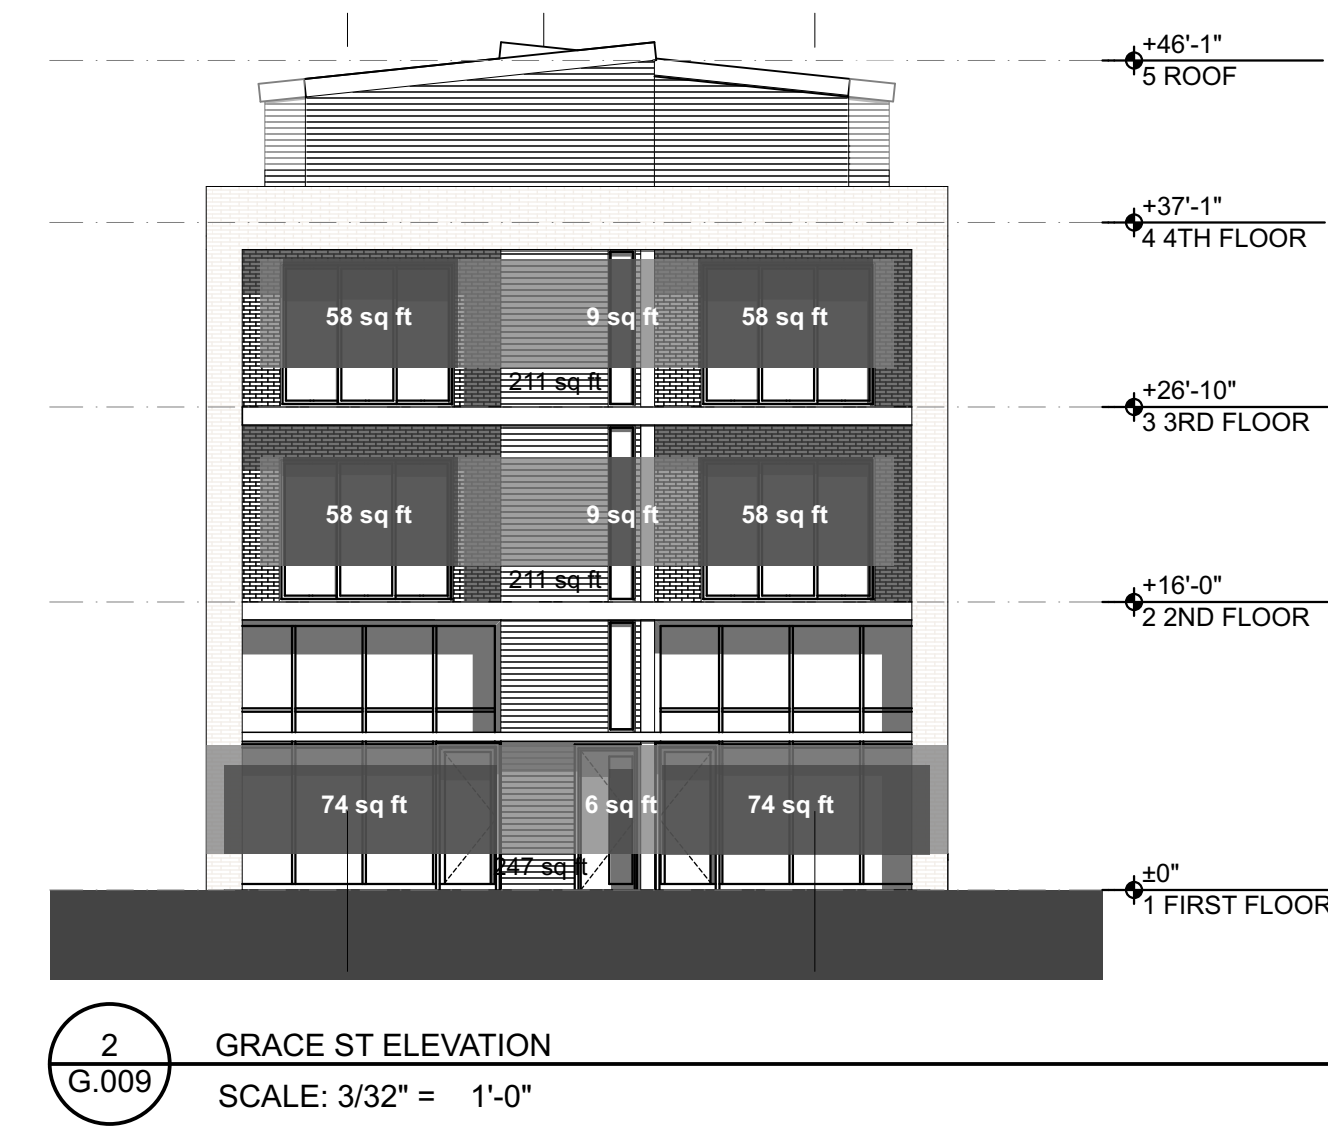 +46'-1"
5 ROOF
+37'-1"
4 4TH FLOOR
58 sq ft
9 sq ft
58 sq ft
211 sq ft
+26'-10"
3 3RD FLOOR
58 sq ft
9 sq ft
58 sq ft
211 sq ft
+16'-0"
2 2ND FLOOR
74 sq ft
6 sq ft
74 sq ft
247 sq ft
±0"
1 FIRST FLOOR
2
G.009
GRACE ST ELEVATION
SCALE: 3/32" = 1'-0"